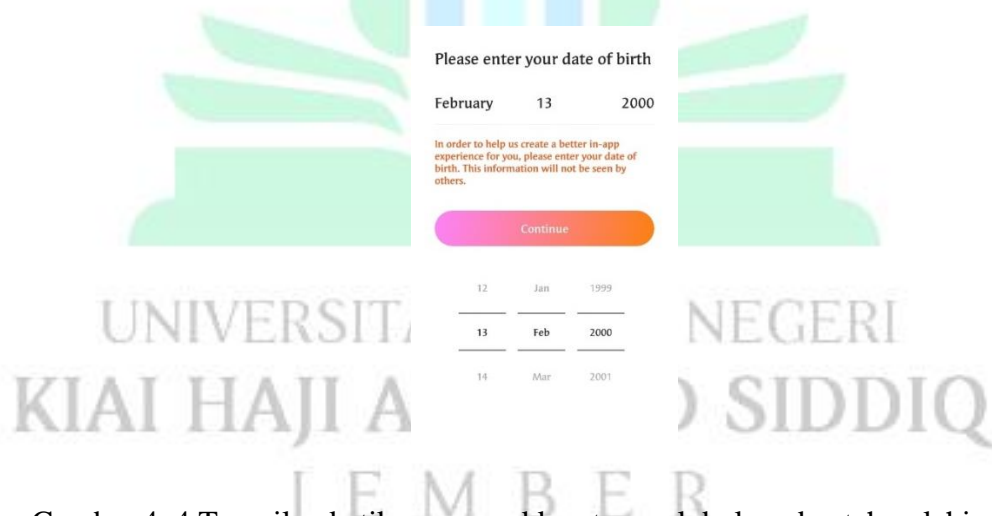 Please enter your date of birth
February 13 2000
In order to help us create a better in-app
experience for you, please enter your date of
birth. This information will not be seen by
others.
Continue
12 Jan 1999
13 Feb 2000
14 Mar 2001
NEGERI
KIAI HAJI
SIDDIQ
JEMBER